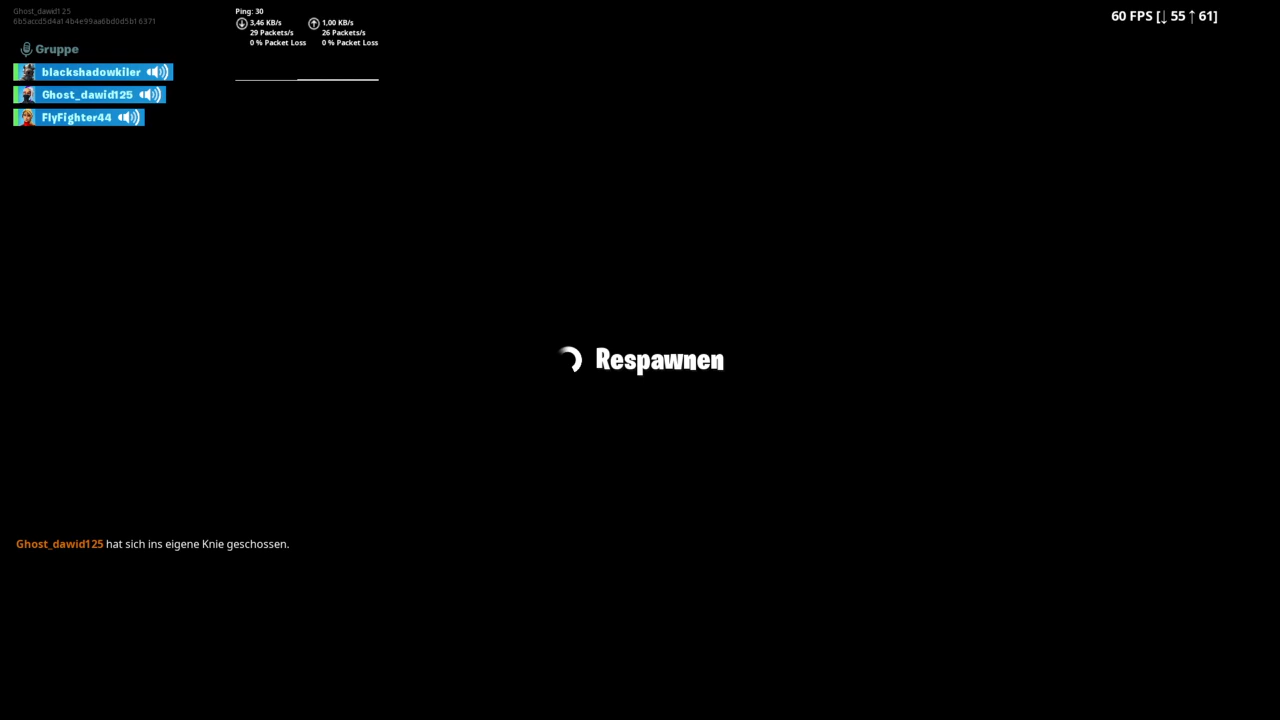 Ghost_dawid125
6b5accd5d4a14b4e99aa6bd0d5b16371
Gruppe
blackshadowkiler
Ghost_dawid125
FlyFighter44
Ping: 30
3,46 KB/s 1,00 KB/s
29 Packets/s 26 Packets/s
0 % Packet Loss 0 % Packet Loss
60 FPS [↓ 55 ↑ 61]
Respawnen
Ghost_dawid125 hat sich ins eigene Knie geschossen.